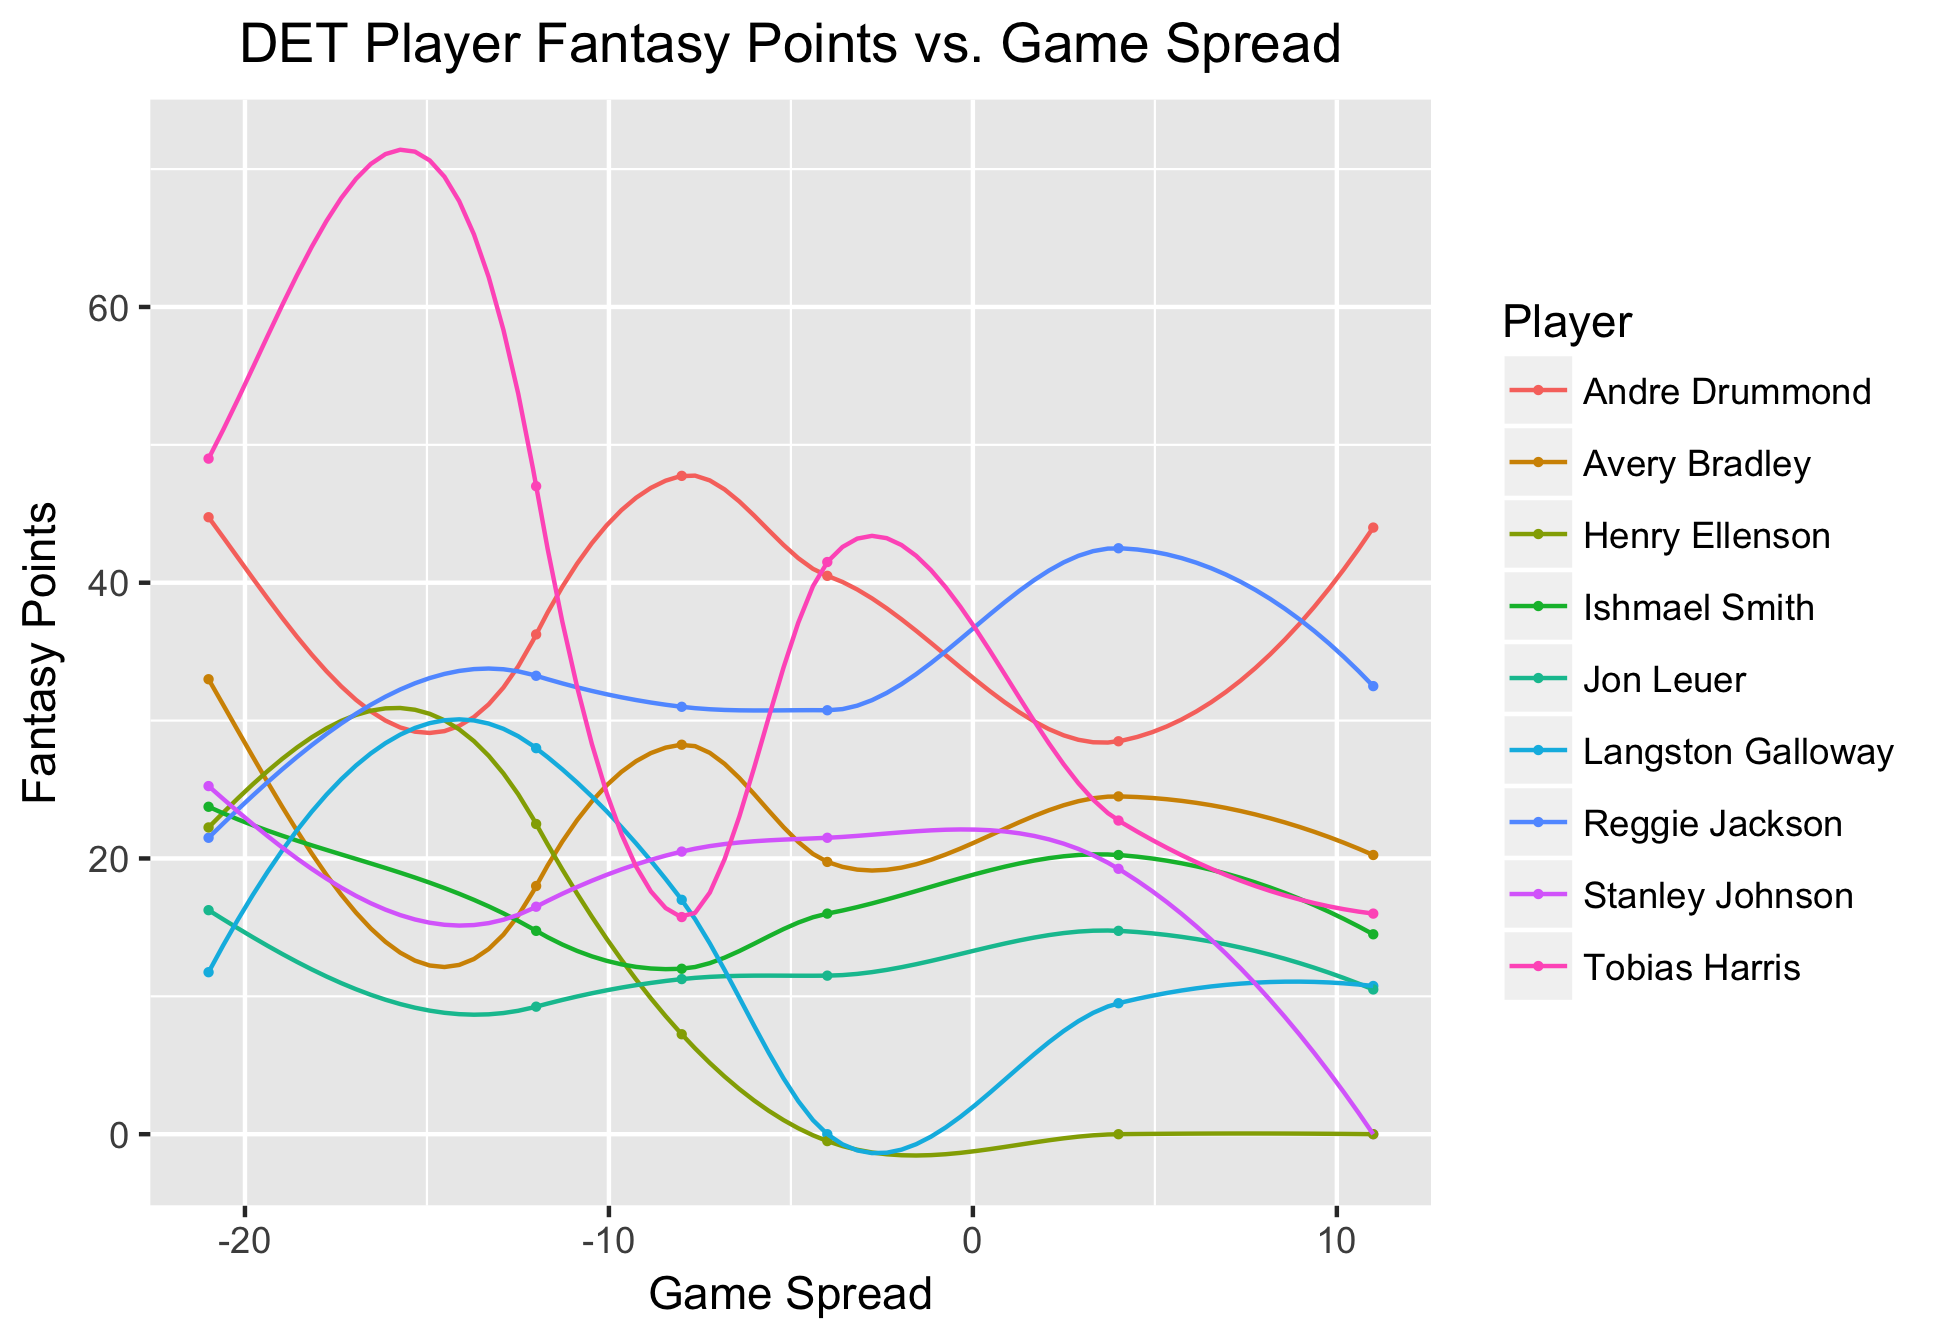 DET Player Fantasy Points vs. Game Spread
Fantasy Points
60
40
20
0
-20
-10
0
10
Game Spread
Player
Andre Drummond
Avery Bradley
Henry Ellenson
Ishmael Smith
Jon Leuer
Langston Galloway
Reggie Jackson
Stanley Johnson
Tobias Harris